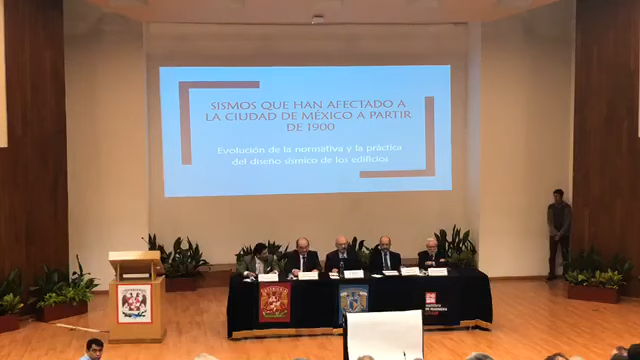 SISMOS QUE HAN AFECTADO A
LA CIUDAD DE MÉXICO A PARTIR
DE 1900
Evolución de la normativa y la práctica
del diseño sísmico de los edificios